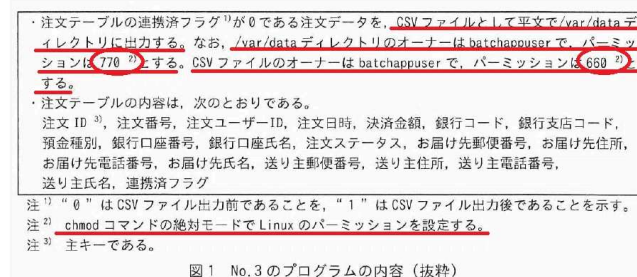 ・注文テーブルの連携済フラグ1)が0である注文データを，CSVファイルとして平文で/var/dataデ
ィレクトリに出力する。なお，/var/dataディレクトリのオーナーはbatchappuserで，パーミッ
ションは770 2)とする。CSVファイルのオーナーはbatchappuserで，パーミッションは660 2)と
する。
・注文テーブルの内容は，次のとおりである。
注文ID 3)，注文番号，注文ユーザーID，注文日時，決済金額，銀行コード，銀行支店コード，
預金種別，銀行口座番号，銀行口座氏名，注文ステータス，お届け先郵便番号，お届け先住所，
お届け先電話番号，お届け先氏名，送り主郵便番号，送り主住所，送り主電話番号，
送り主氏名，連携済フラグ
注1) “0”はCSVファイル出力前であることを，“1”はCSVファイル出力後であることを示す。
注2) chmodコマンドの絶対モードでLinuxのパーミッションを設定する。
注3) 主キーである。
図1 No.3のプログラムの内容（抜粋）